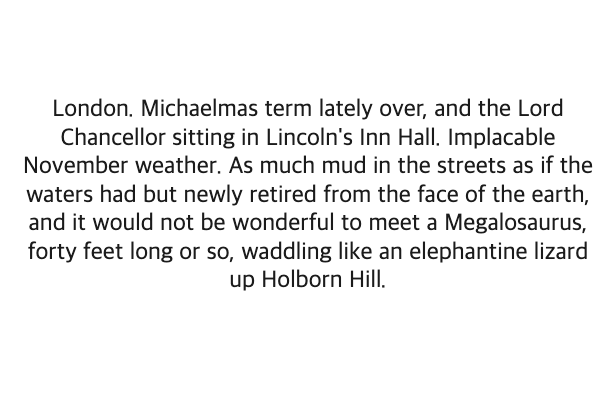 London. Michaelmas term lately over, and the Lord
Chancellor sitting in Lincoln's Inn Hall. Implacable
November weather. As much mud in the streets as if the
waters had but newly retired from the face of the earth,
and it would not be wonderful to meet a Megalosaurus,
forty feet long or so, waddling like an elephantine lizard
up Holborn Hill.